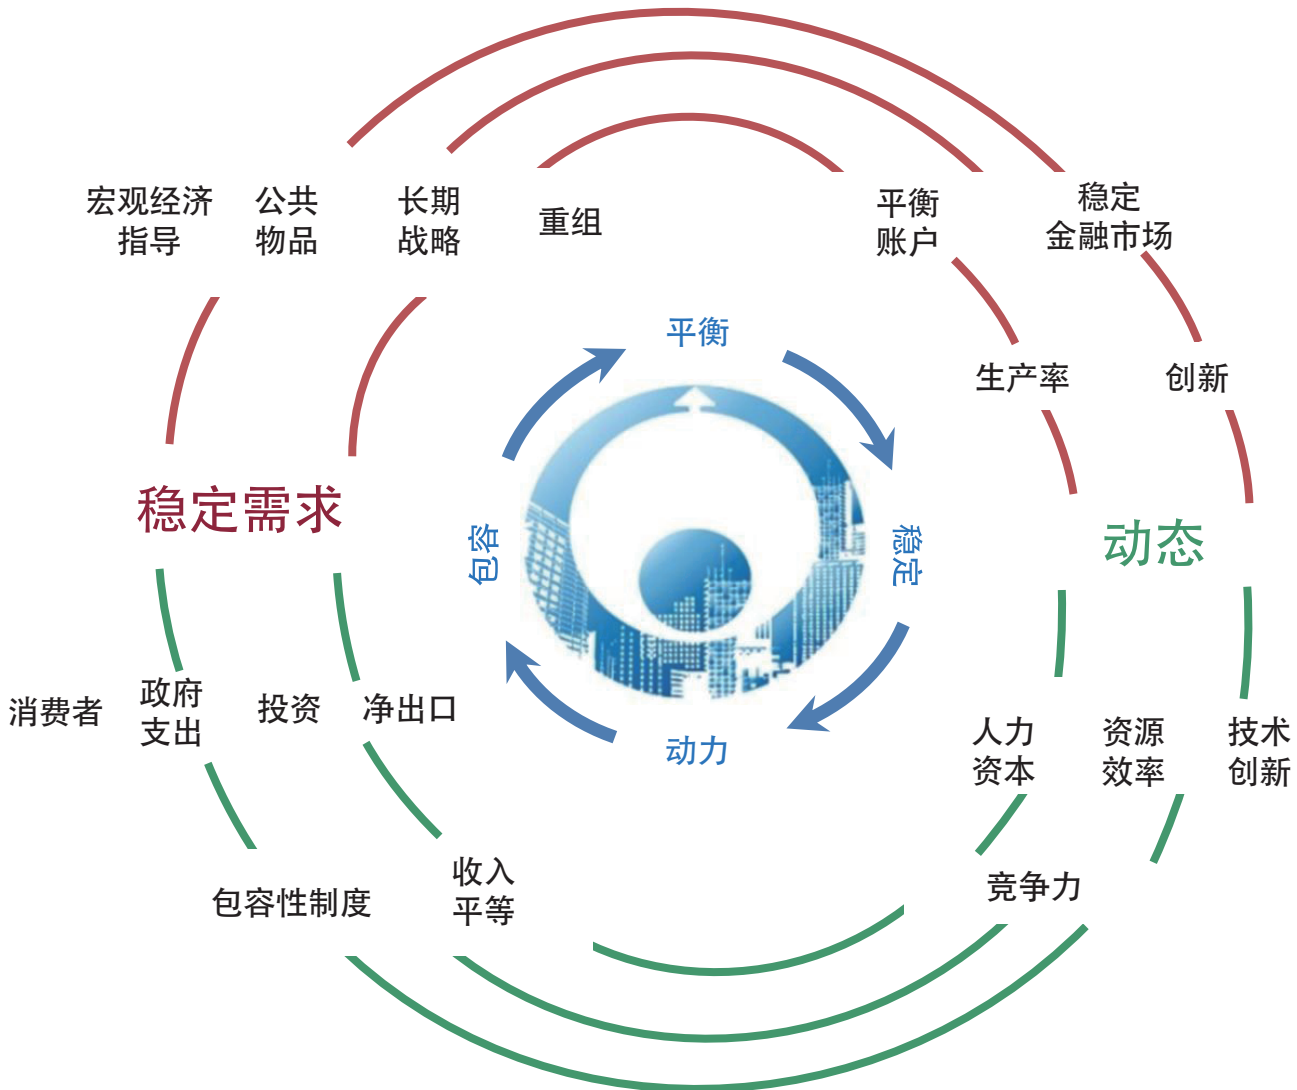 宏观经济
指导
公共
物品
长期
战略
重组
平衡
账户
稳定
金融市场
平衡
生产率
创新
稳定需求
包容
稳定
动态
消费者
政府
支出
投资
净出口
动力
人力
资本
资源
效率
技术
创新
包容性制度
收入
平等
竞争力